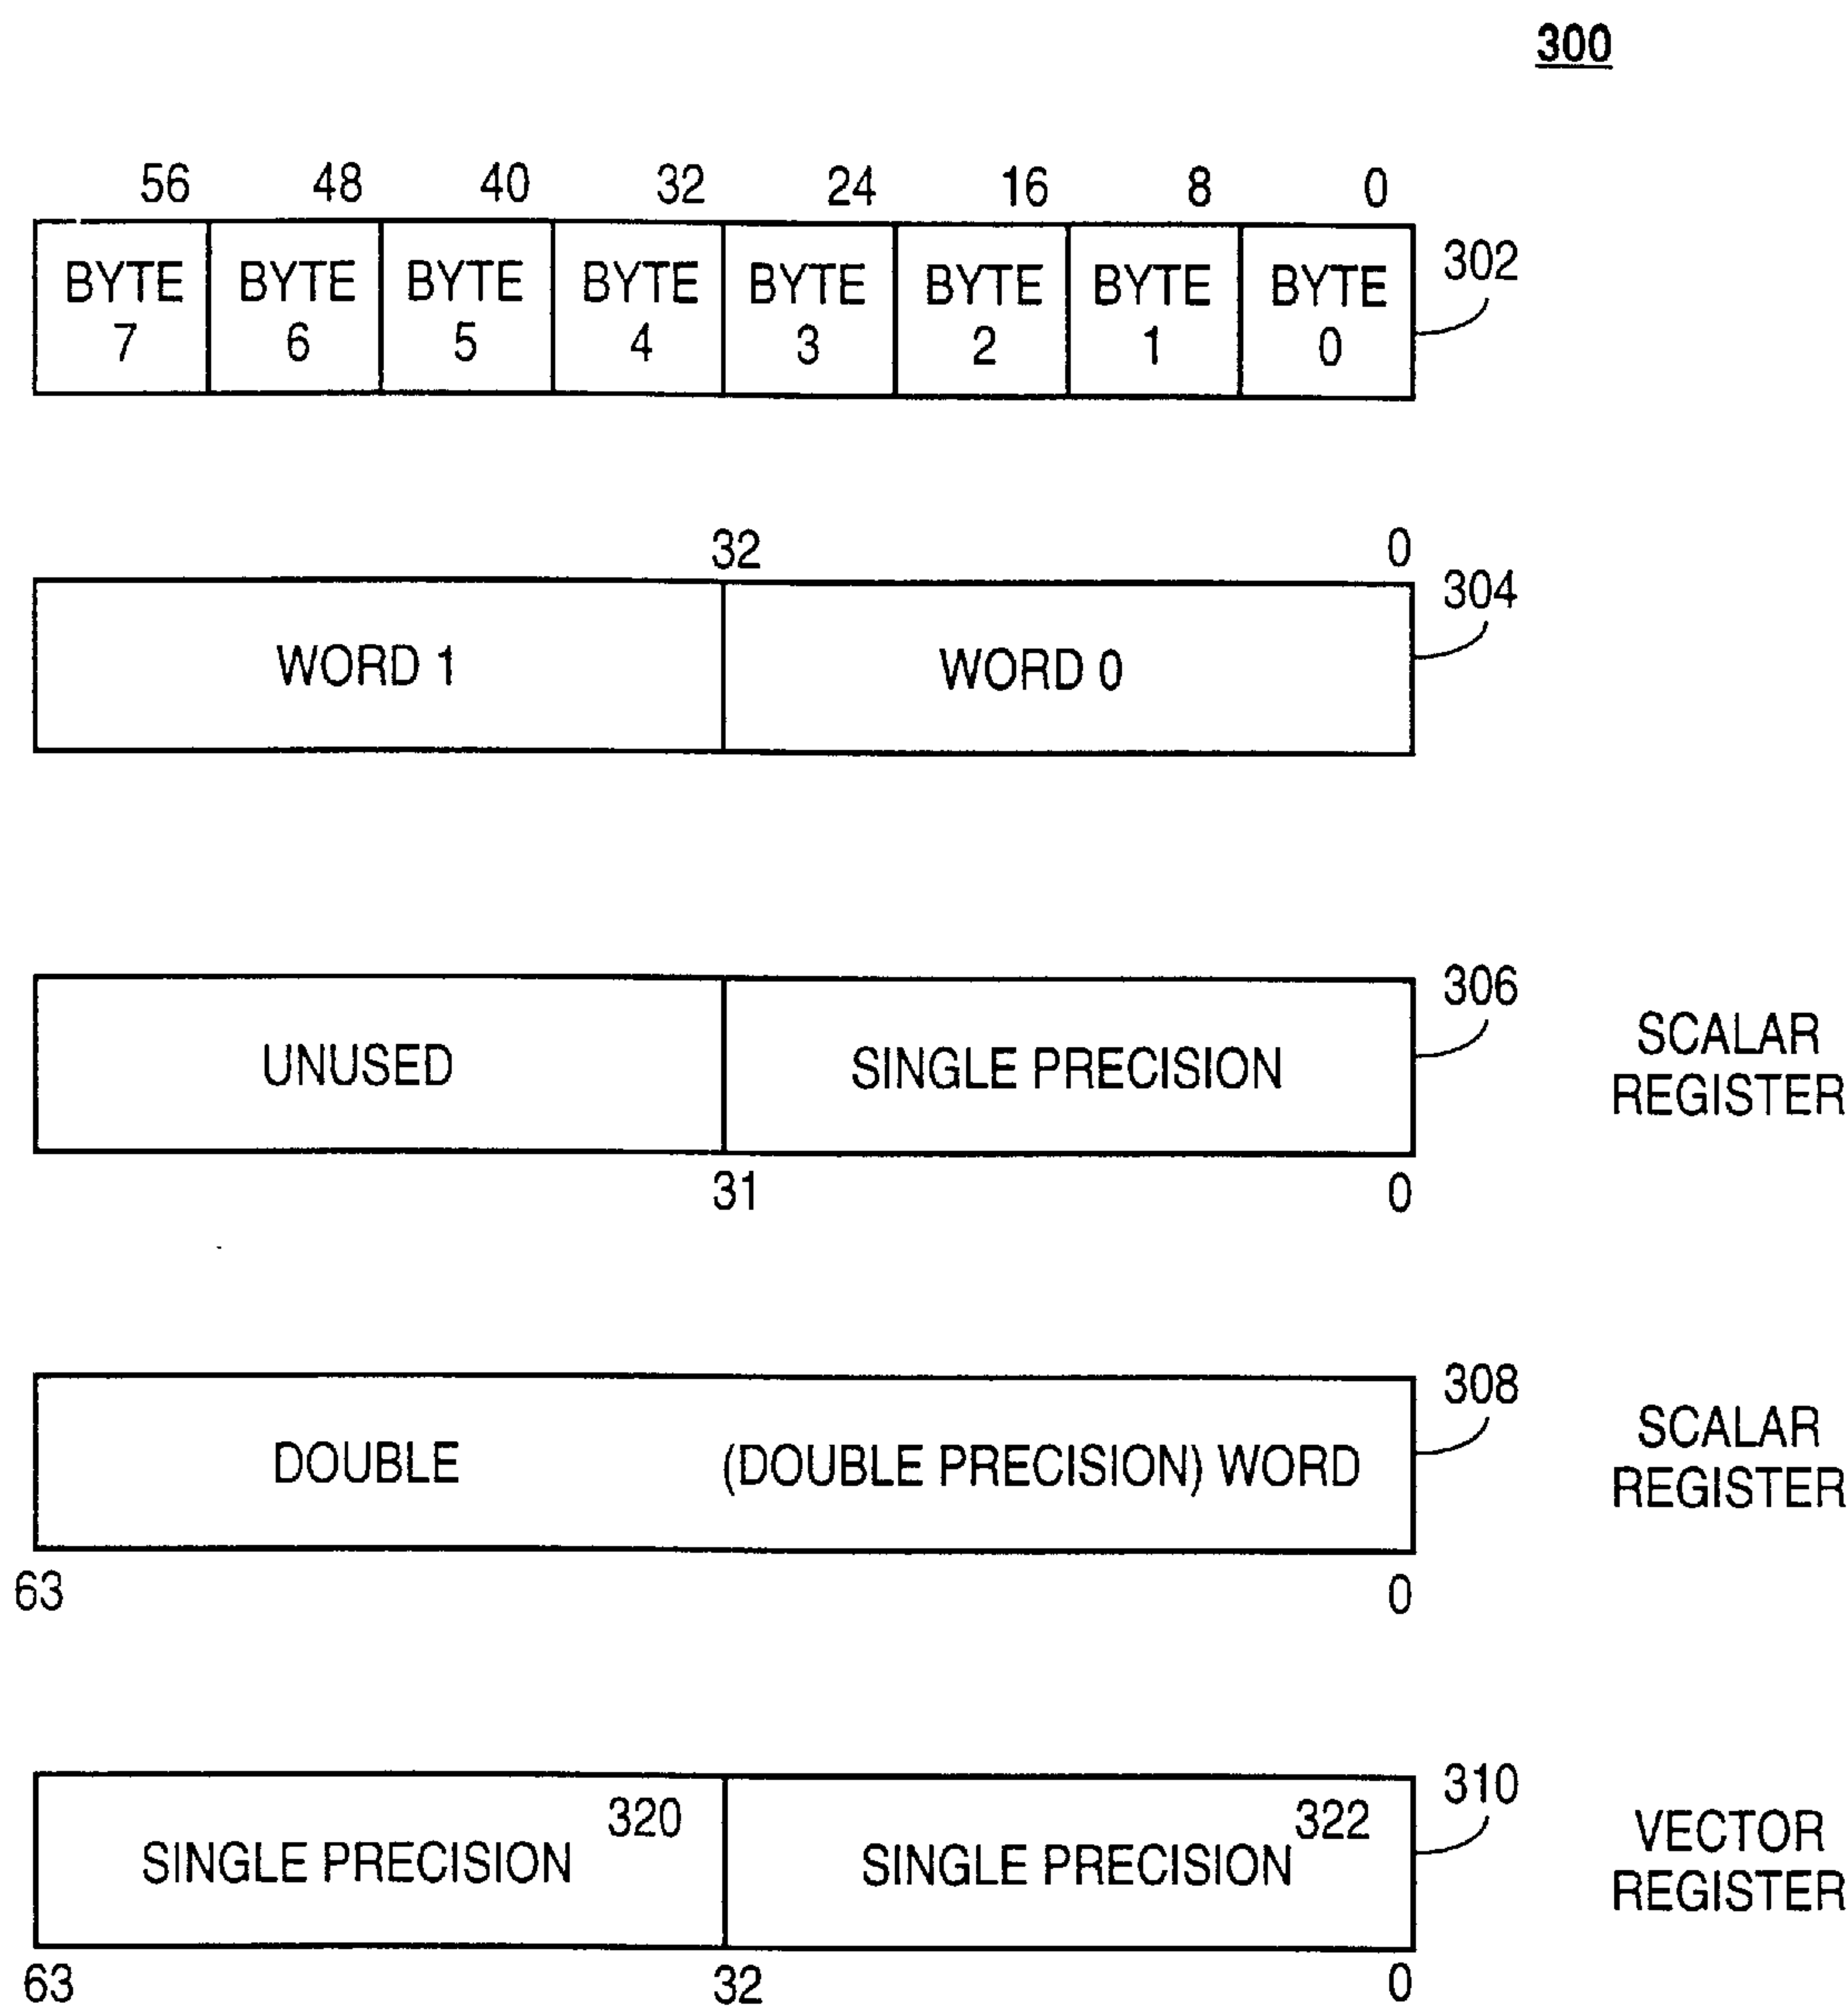 300
56 48 40 32 24 16 8 0
BYTE 7 BYTE 6 BYTE 5 BYTE 4 BYTE 3 BYTE 2 BYTE 1 BYTE 0
302
32 0
WORD 1 WORD 0
304
UNUSED SINGLE PRECISION
306
SCALAR
REGISTER
31 0
DOUBLE (DOUBLE PRECISION) WORD
308
SCALAR
REGISTER
63 0
SINGLE PRECISION 320
SINGLE PRECISION 322
310
VECTOR
REGISTER
63 32 0